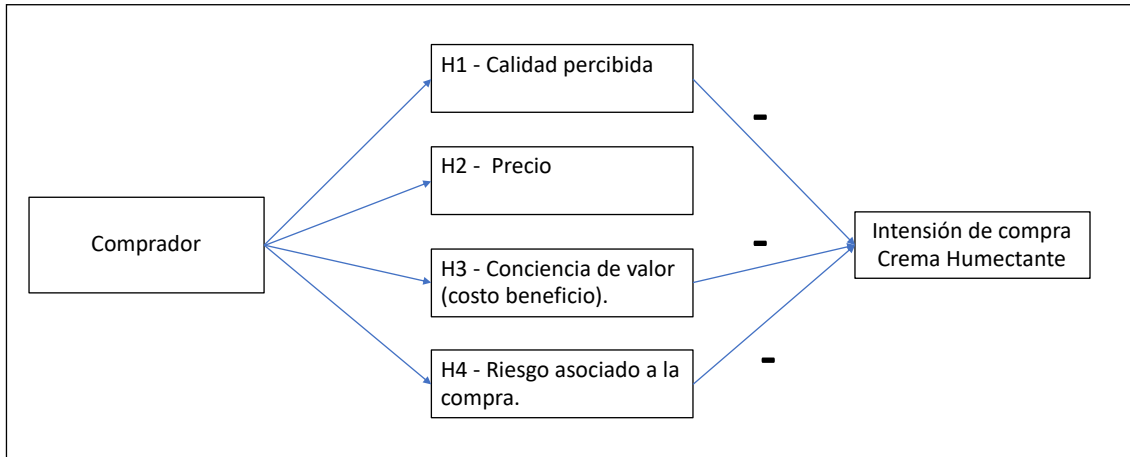 H1 - Calidad percibida
-
H2 -  Precio
Comprador
-
Intensión de compra
Crema Humectante
H3 - Conciencia de valor
(costo beneficio).
-
H4 - Riesgo asociado a la
compra.